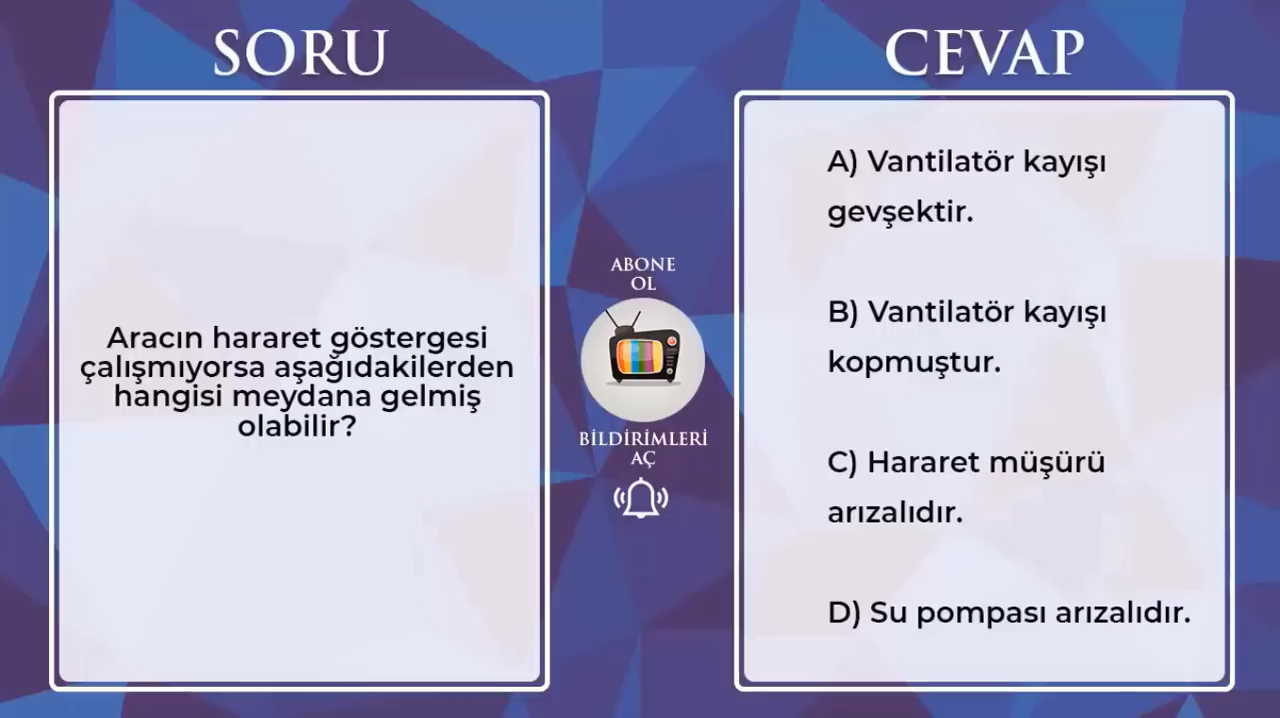 SORU
Aracın hararet göstergesi
çalışmıyorsa aşağıdakilerden
hangisi meydana gelmiş
olabilir?
ABONE
OL
BİLDİRİMLERİ
AÇ
CEVAP
A) Vantilatör kayışı
gevşektir.
B) Vantilatör kayışı
kopmuştur.
C) Hararet müşürü
arızalıdır.
D) Su pompası arızalıdır.